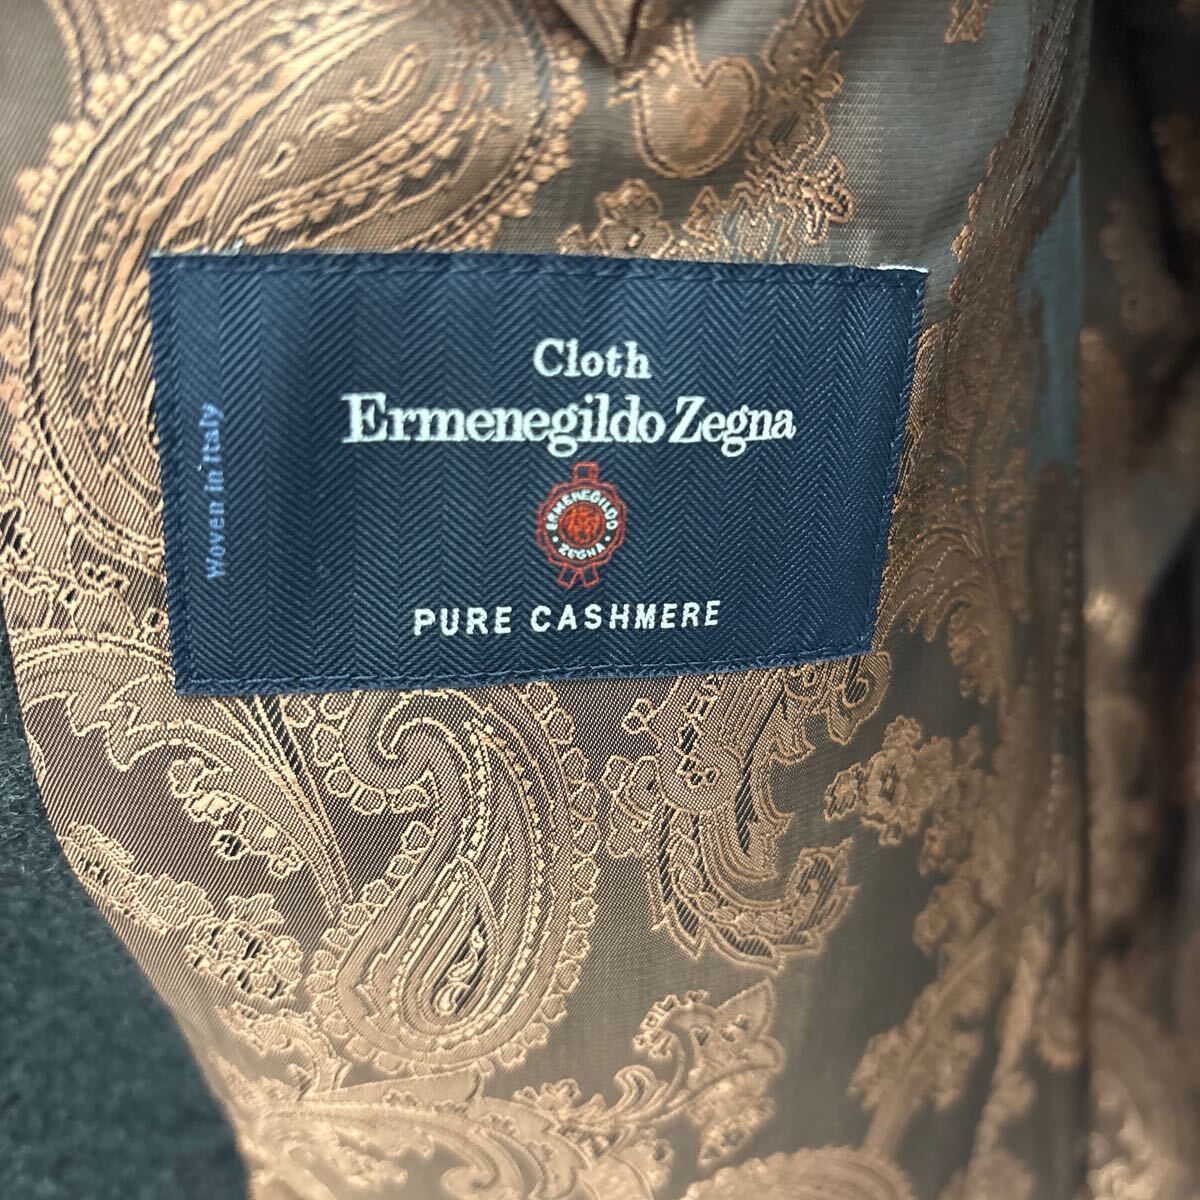 Cloth
Ermenegildo Zegna
ERMENEGILDO
ZEGNA
PURE CASHMERE
Woven in Italy